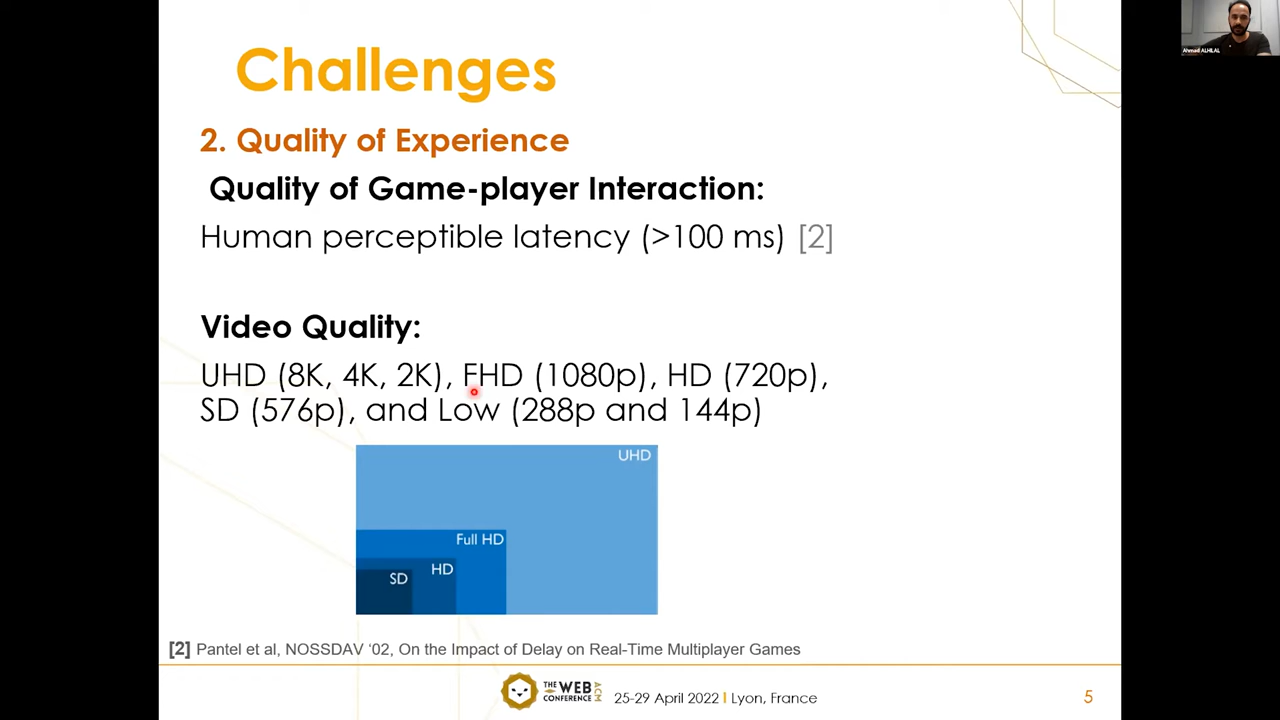 Challenges
Ahmad ALHILAL
2. Quality of Experience
Quality of Game-player Interaction:
Human perceptible latency (>100 ms) [2]
Video Quality:
UHD (8K, 4K, 2K), FHD (1080p), HD (720p),
SD (576p), and Low (288p and 144p)
UHD
Full HD
HD
SD
[2] Pantel et al, NOSSDAV ‘02, On the Impact of Delay on Real-Time Multiplayer Games
THE WEB CONFERENCE ACM
25-29 April 2022 I Lyon, France
5